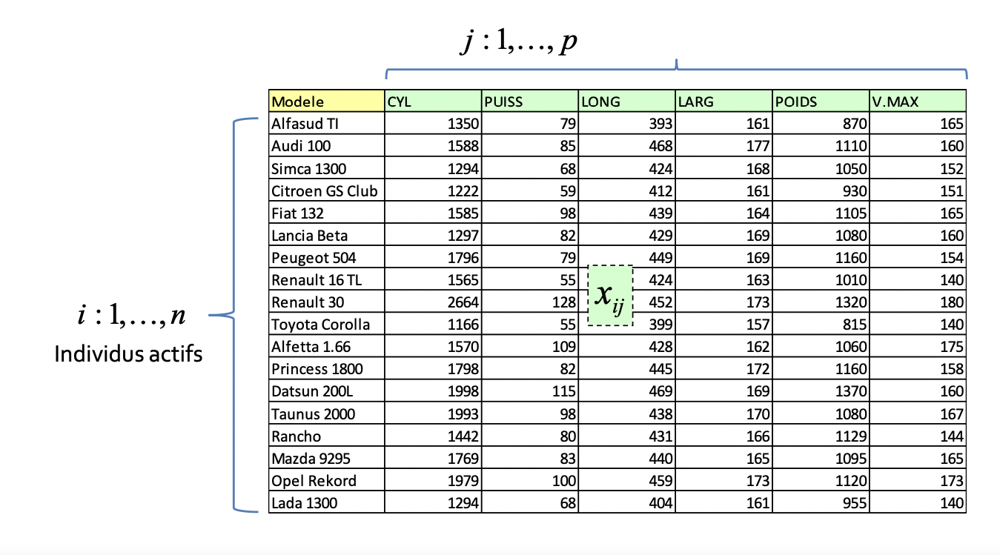 j : 1,…, p
Modele CYL PUISS LONG LARG POIDS V.MAX
Alfasud TI 1350 79 393 161 870 165
Audi 100 1588 85 468 177 1110 160
Simca 1300 1294 68 424 168 1050 152
Citroen GS Club 1222 59 412 161 930 151
Fiat 132 1585 98 439 164 1105 165
Lancia Beta 1297 82 429 169 1080 160
Peugeot 504 1796 79 449 169 1160 154
Renault 16 TL 1565 55 424 163 1010 140
Renault 30 2664 128 452 173 1320 180
Toyota Corolla 1166 55 399 157 815 140
Alfetta 1.66 1570 109 428 162 1060 175
Princess 1800 1798 82 445 172 1160 158
Datsun 200L 1998 115 469 169 1370 160
Taunus 2000 1993 98 438 170 1080 167
Rancho 1442 80 431 166 1129 144
Mazda 9295 1769 83 440 165 1095 165
Opel Rekord 1979 100 459 173 1120 173
Lada 1300 1294 68 404 161 955 140
xij
i : 1,…, n
Individus actifs